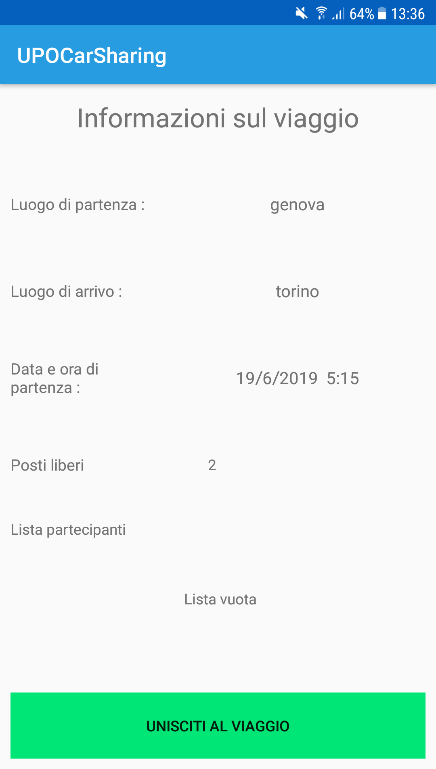 64% 13:36
UPOCarSharing
Informazioni sul viaggio
Luogo di partenza : genova
Luogo di arrivo : torino
Data e ora di
partenza : 19/6/2019 5:15
Posti liberi 2
Lista partecipanti
Lista vuota
UNISCITI AL VIAGGIO